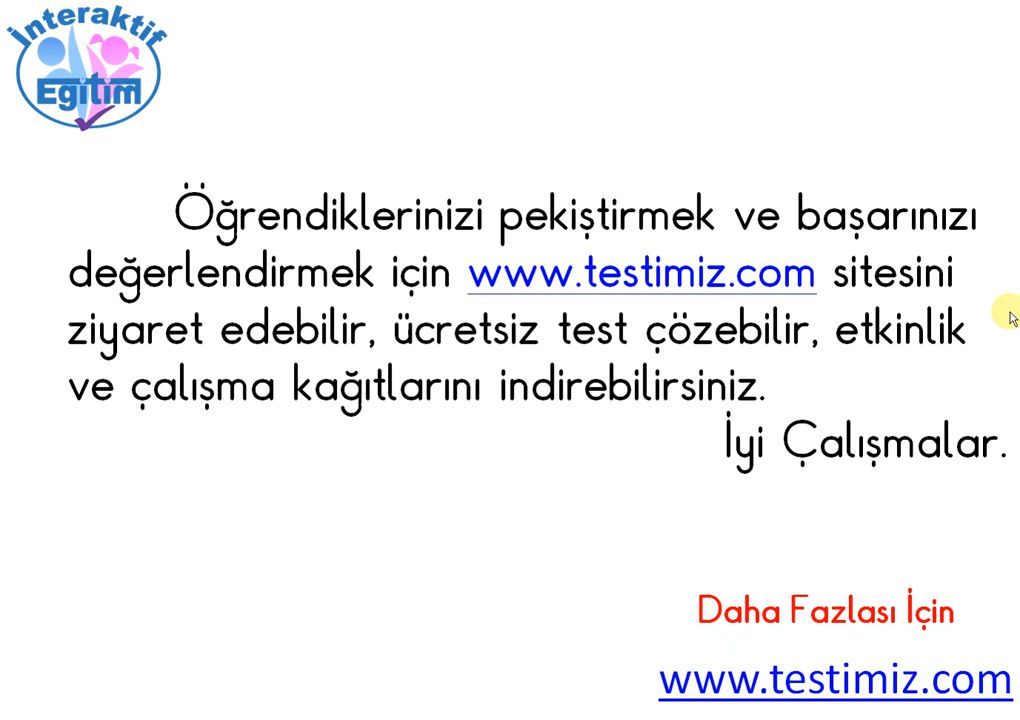 İnteraktif
Egitim
Öğrendiklerinizi pekiştirmek ve başarınızı
değerlendirmek için www.testimiz.com sitesini
ziyaret edebilir, ücretsiz test çözebilir, etkinlik
ve çalışma kağıtlarını indirebilirsiniz.
İyi Çalışmalar.
Daha Fazlası İçin
www.testimiz.com